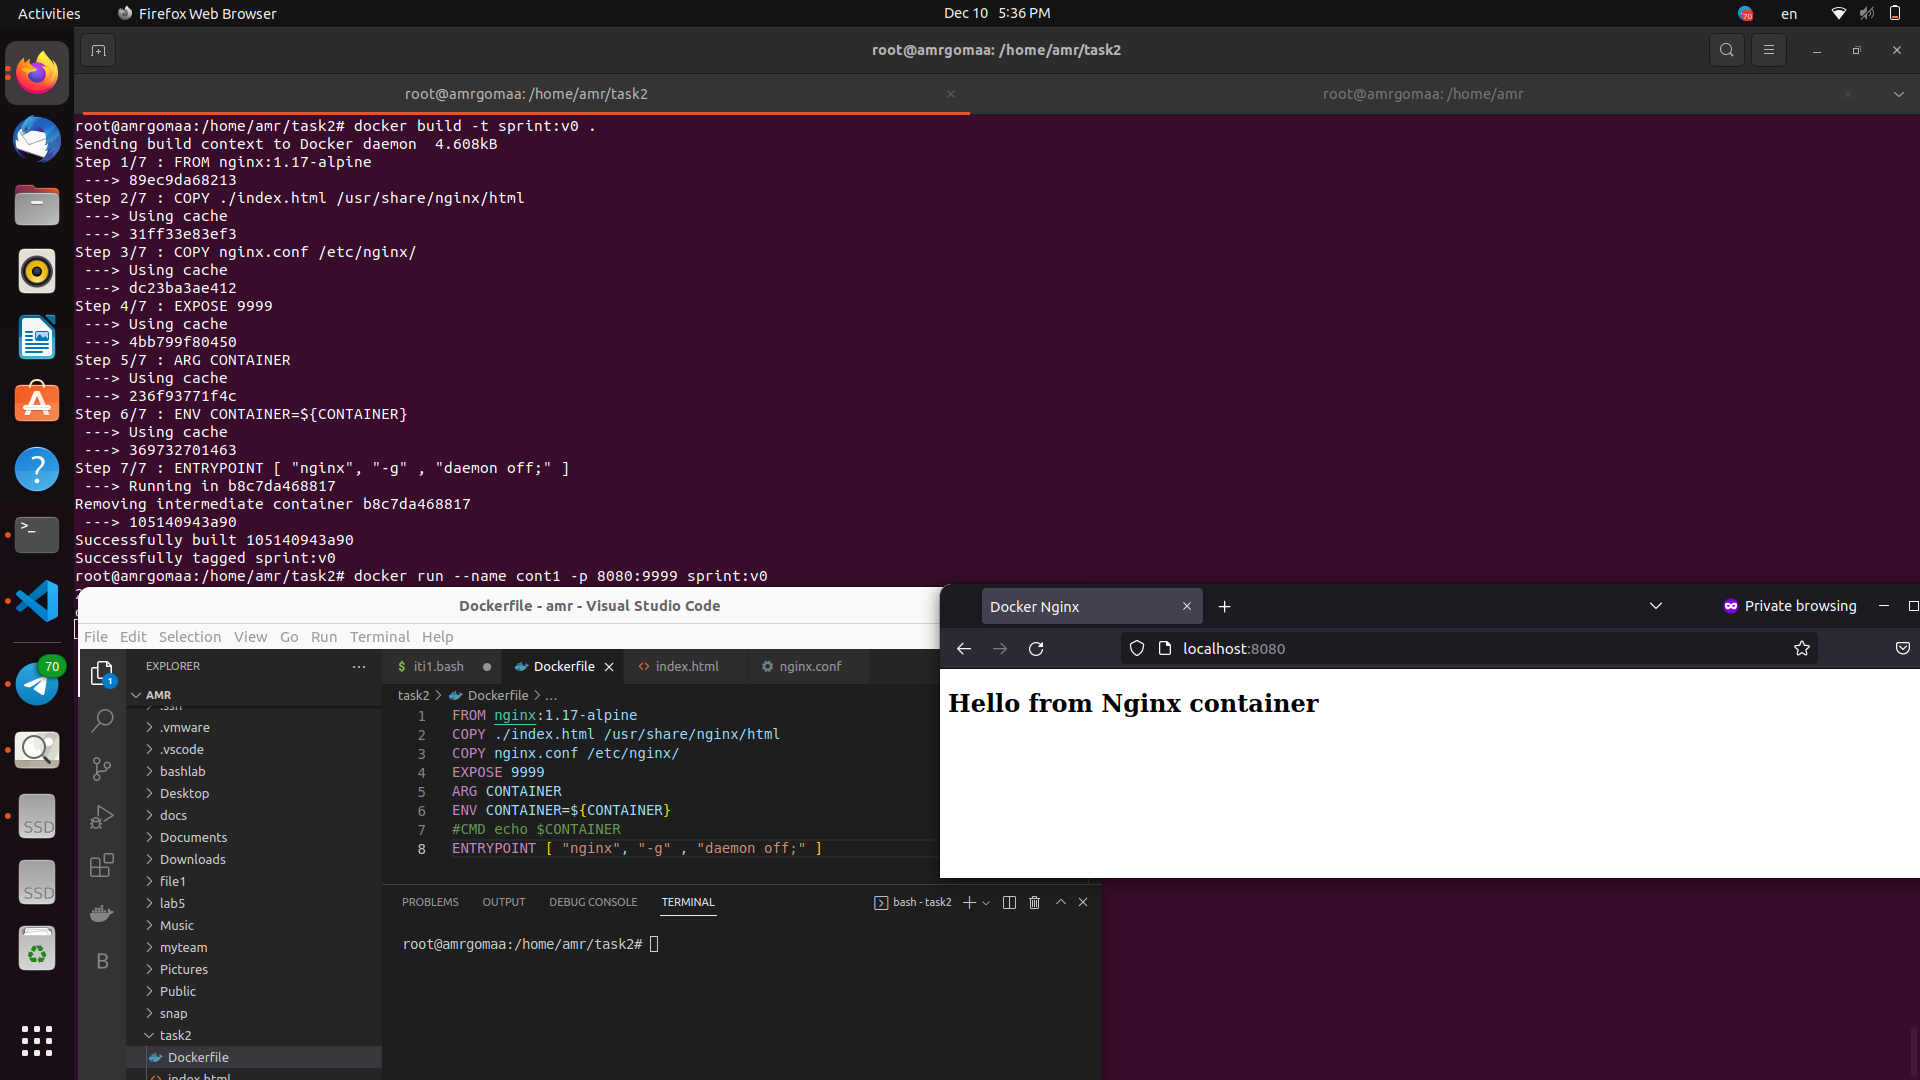 Activities
Firefox Web Browser
Dec 10 5:36 PM
70
en
root@amrgomaa: /home/amr/task2
root@amrgomaa: /home/amr/task2
root@amrgomaa: /home/amr
root@amrgomaa:/home/amr/task2# docker build -t sprint:v0 .
Sending build context to Docker daemon  4.608kB
Step 1/7 : FROM nginx:1.17-alpine
 ---> 89ec9da68213
Step 2/7 : COPY ./index.html /usr/share/nginx/html
 ---> Using cache
 ---> 31ff33e83ef3
Step 3/7 : COPY nginx.conf /etc/nginx/
 ---> Using cache
 ---> dc23ba3ae412
Step 4/7 : EXPOSE 9999
 ---> Using cache
 ---> 4bb799f80450
Step 5/7 : ARG CONTAINER
 ---> Using cache
 ---> 236f93771f4c
Step 6/7 : ENV CONTAINER=${CONTAINER}
 ---> Using cache
 ---> 369732701463
Step 7/7 : ENTRYPOINT [ "nginx", "-g" , "daemon off;" ]
 ---> Running in b8c7da468817
Removing intermediate container b8c7da468817
 ---> 105140943a90
Successfully built 105140943a90
Successfully tagged sprint:v0
root@amrgomaa:/home/amr/task2# docker run --name cont1 -p 8080:9999 sprint:v0
70
SSD
SSD
Dockerfile - amr - Visual Studio Code
File Edit Selection View Go Run Terminal Help
EXPLORER
AMR
.ssh
.vmware
.vscode
bashlab
Desktop
docs
Documents
Downloads
file1
lab5
Music
myteam
Pictures
Public
snap
task2
Dockerfile
index.html
1
B
iti1.bash
Dockerfile
index.html
nginx.conf
task2 > Dockerfile > ...
1 FROM nginx:1.17-alpine
2 COPY ./index.html /usr/share/nginx/html
3 COPY nginx.conf /etc/nginx/
4 EXPOSE 9999
5 ARG CONTAINER
6 ENV CONTAINER=${CONTAINER}
7 #CMD echo $CONTAINER
8 ENTRYPOINT [ "nginx", "-g" , "daemon off;" ]
PROBLEMS OUTPUT DEBUG CONSOLE TERMINAL
bash - task2
root@amrgomaa:/home/amr/task2#
Docker Nginx
Private browsing
localhost:8080
Hello from Nginx container